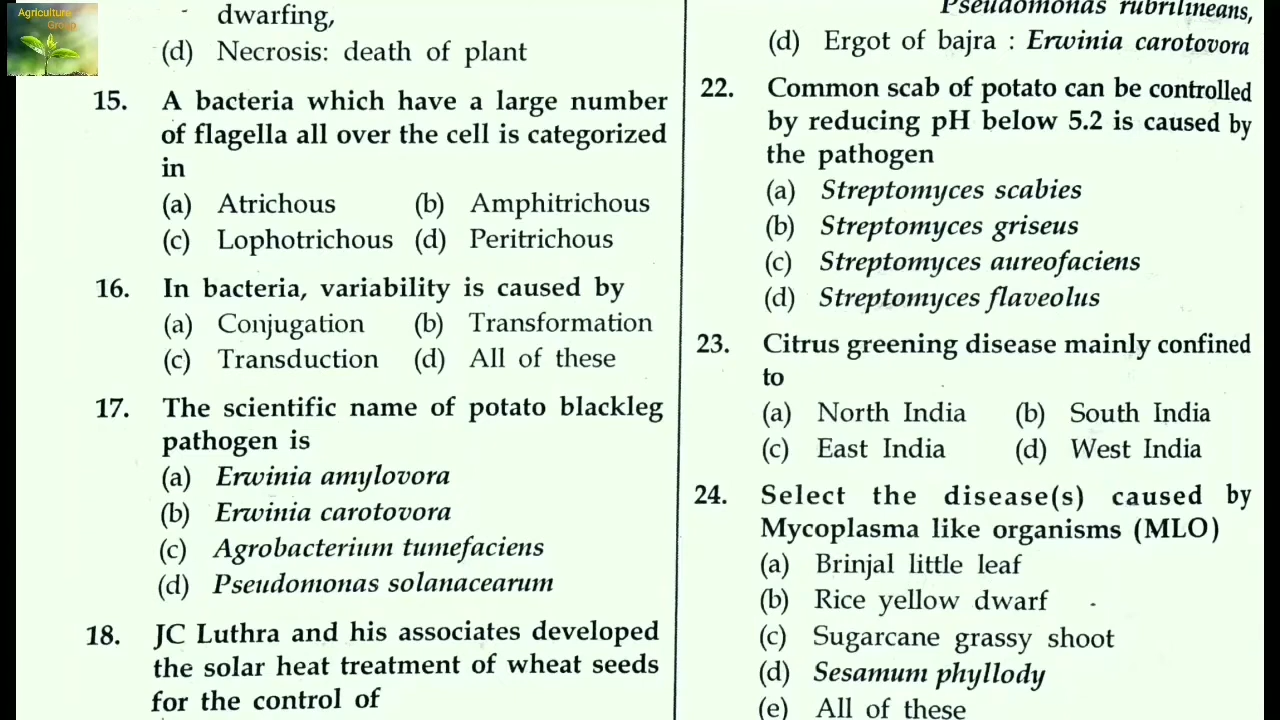 Agriculture
Group
dwarfing,
(d) Necrosis: death of plant
15. A bacteria which have a large number
of flagella all over the cell is categorized
in
(a) Atrichous (b) Amphitrichous
(c) Lophotrichous (d) Peritrichous
16. In bacteria, variability is caused by
(a) Conjugation (b) Transformation
(c) Transduction (d) All of these
17. The scientific name of potato blackleg
pathogen is
(a) Erwinia amylovora
(b) Erwinia carotovora
(c) Agrobacterium tumefaciens
(d) Pseudomonas solanacearum
18. JC Luthra and his associates developed
the solar heat treatment of wheat seeds
for the control of
Pseudomonas rubrilineans,
(d) Ergot of bajra : Erwinia carotovora
22. Common scab of potato can be controlled
by reducing pH below 5.2 is caused by
the pathogen
(a) Streptomyces scabies
(b) Streptomyces griseus
(c) Streptomyces aureofaciens
(d) Streptomyces flaveolus
23. Citrus greening disease mainly confined
to
(a) North India (b) South India
(c) East India (d) West India
24. Select the disease(s) caused by
Mycoplasma like organisms (MLO)
(a) Brinjal little leaf
(b) Rice yellow dwarf
(c) Sugarcane grassy shoot
(d) Sesamum phyllody
(e) All of these